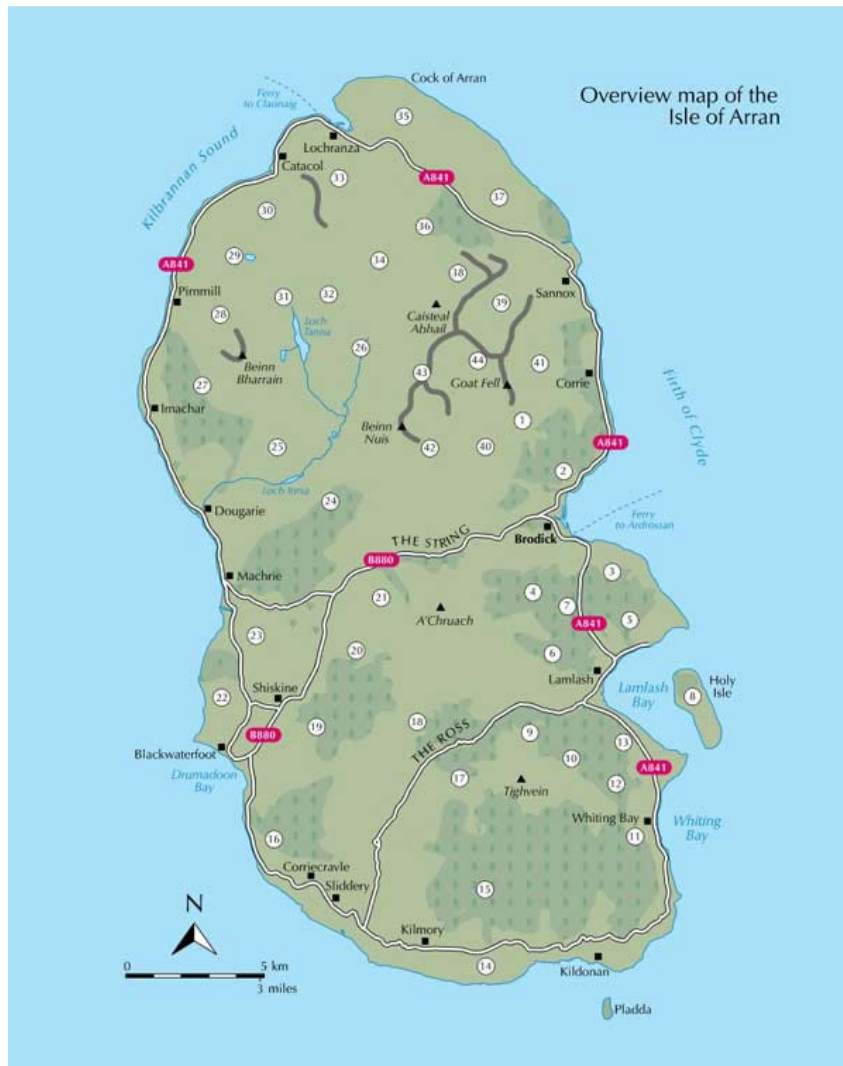 Cock of Arran
Overview map of the
Isle of Arran
Ferry
to Claonaig
35
Lochranza
Catacol
Kilbrannan Sound
33
A841
37
30
36
29
34
A841
38
Sannox
Pirnmill
31
32
39
28
Caisteal
Abhail
Loch
Tanna
26
Beinn
Bharrain
44
41
43
Goat Fell
Corrie
27
Firth of Clyde
Imachar
1
Beinn
Nuis
A841
25
42
40
2
Loch Iorsa
24
Dougarie
Ferry
to Ardrossan
THE STRING
Brodick
B880
Machrie
3
21
4
7
A'Chruach
5
A841
23
20
6
Lamlash
Lamlash
Bay
Holy
Isle
8
22
Shiskine
19
18
THE ROSS
9
B880
13
Blackwaterfoot
10
A841
Drumadoon
Bay
17
Tighvein
12
Whiting Bay
Whiting
Bay
11
16
Corriecravie
Sliddery
15
N
Kilmory
0
5 km
3 miles
14
Kildonan
Pladda